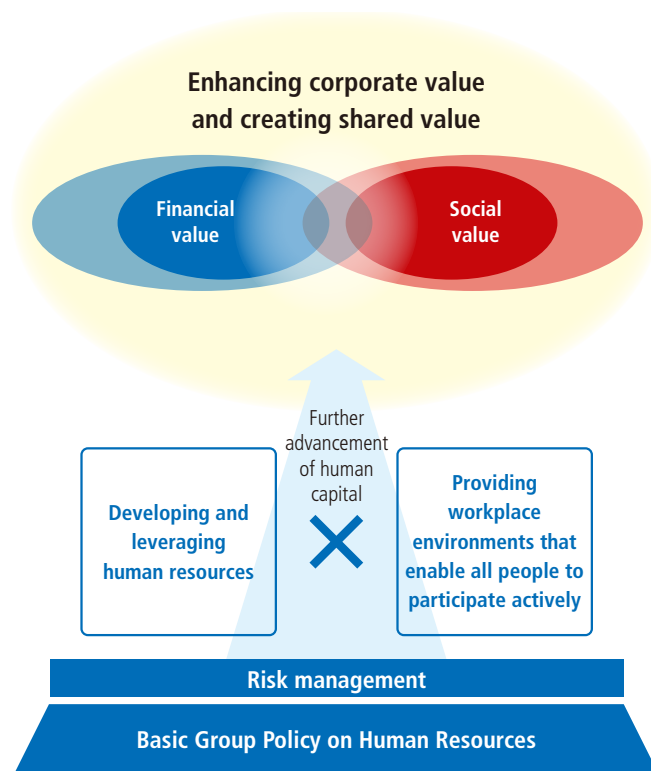 Enhancing corporate value
and creating shared value
Financial
value
Social
value
Further
advancement
of human
capital
Developing and
leveraging
human resources
Providing
workplace
environments that
enable all people to
participate actively
Risk management
Basic Group Policy on Human Resources